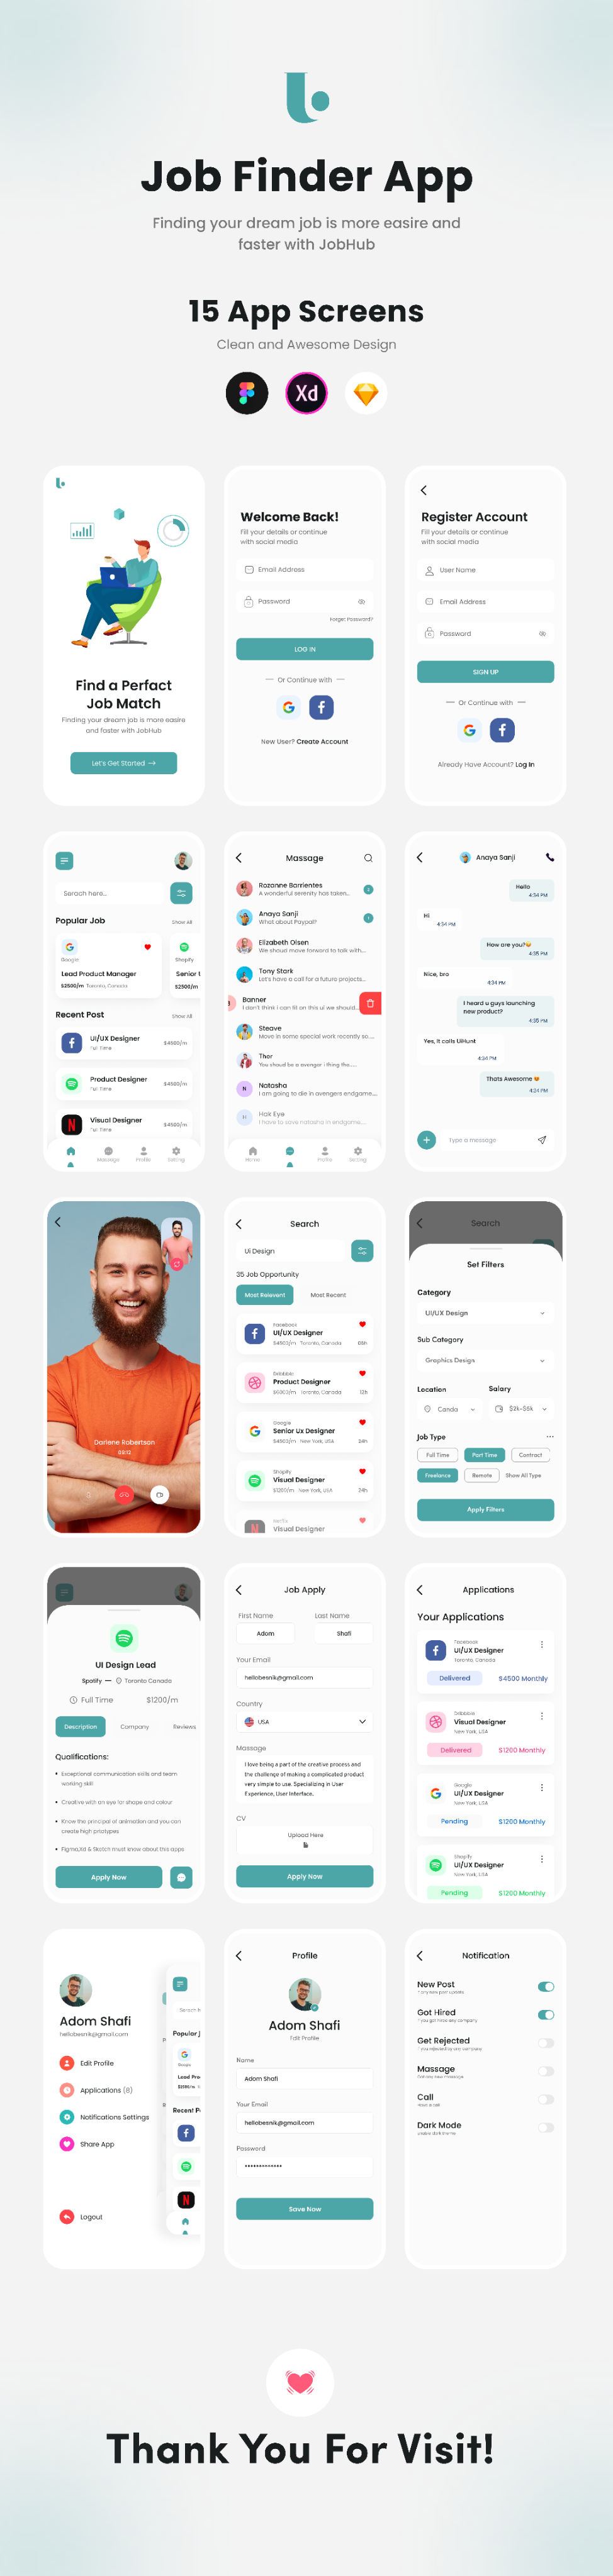 Job Finder App
Finding your dream job is more easire and
faster with JobHub
15 App Screens
Clean and Awesome Design
Xd
Find a Perfect
Job Match
Finding your dream job is more easire
and faster with JobHub
Let's Get Started →
Welcome Back!
Fill your details or continue
with social media
Email Address
Password
Forget Password?
LOG IN
Or Continue with
New User? Create Account
Register Account
Fill your details or continue
with social media
User Name
Email Address
Password
SIGN UP
Or Continue with
Already Have Account? Log In
Serach here...
Popular Job
Show All
Google
Lead Product Manager
$2500/m Toronto, Canada
Shopify
Senior U
$2500/m
Recent Post
Show All
UI/UX Designer
Full Time
$4500/m
Product Designer
Full Time
$4500/m
Visual Designer
Full Time
$4500/m
Massage
Profile
Setting
Massage
Rozanne Barrientes
A wonderful serenity has taken...
2
Anaya Sanji
What about Paypal?
1
Elizabeth Olsen
We shoud move forward to talk with...
Tony Stark
Let's have a call for a futuro projects...
Banner
I don't think i can fit on this ui we should...
Steave
Move in some special work recently so....
Thor
You shoud be a avenger i thing tha.....
N
Natasha
I am going to die in avengers endgame...
H
Hak Eye
I have to save natasha in endgame....
Home
Profile
Setting
Anaya Sanji
Hello
4:34 PM
Hi
4:34 PM
How are you?
4:35 PM
Nice, bro
4:34 PM
I heard u guys launching
new product?
4:35 PM
Yes, It calls UiHunt
4:34 PM
Thats Awesome
4:24 PM
Type a message
Darlene Robertson
Search
Ui Design
35 Job Opportunity
Most Relevent
Most Recent
Facebook
UI/UX Designer
$4500/m Toronto, Canada
08h
Dribbble
Product Designer
Toronto, Canada
12h
Google
Senior Ux Designer
$4500/m New York, USA
24h
Shopify
Visual Designer
$1200/m New York, USA
24h
Netflix
Visual Designer
Search
Set Filters
Category
UI/UX Design
Sub Category
Graphics Design
Location
Salary
Canda
$2k-$6k
Job Type
Full Time
Part Time
Contract
Freelance
Remote
Show All Type
Apply Filters
UI Design Lead
Spotify — Toronto Canada
Full Time
$1200/m
Description
Company
Reviews
Qualifications:
• Exceptional communication skills and team
working skill
• Creative with an eye for shape and colour
• Know the principal of animation and you can
create high prototypes
• Figma,Xd & Sketch must know about this apps
Apply Now
Job Apply
First Name
Last Name
Adom
Shafi
Your Email
hellobesnik@gmail.com
Country
USA
Massage
I love being a part of the creative process and
the challenge of making a complicated product
very simple to use. Specializing in User
Experience, User Interface.
CV
Upload Here
Apply Now
Applications
Your Applications
Facebook
UI/UX Designer
Toronto, Canada
Delivered
$4500 Monthly
Dribbble
Visual Designer
New York, USA
Delivered
$1200 Monthly
Google
UI/UX Designer
New York, USA
Pending
$1200 Monthly
Shopify
UI/UX Designer
New York, USA
Pending
$1200 Monthly
Adom Shafi
hellobesnik@gmail.com
Edit Profile
Applications (8)
Notifications Settings
Share App
Logout
Popular J
Google
Lead Pro
$2500/m
Recent P
Profile
Adom Shafi
Edit Profile
Name
Adom Shafi
Your Email
hellobesnik@gmail.com
Password
Save Now
Notification
New Post
Got Hired
Get Rejected
Massage
Call
Dark Mode
Thank You For Visit!